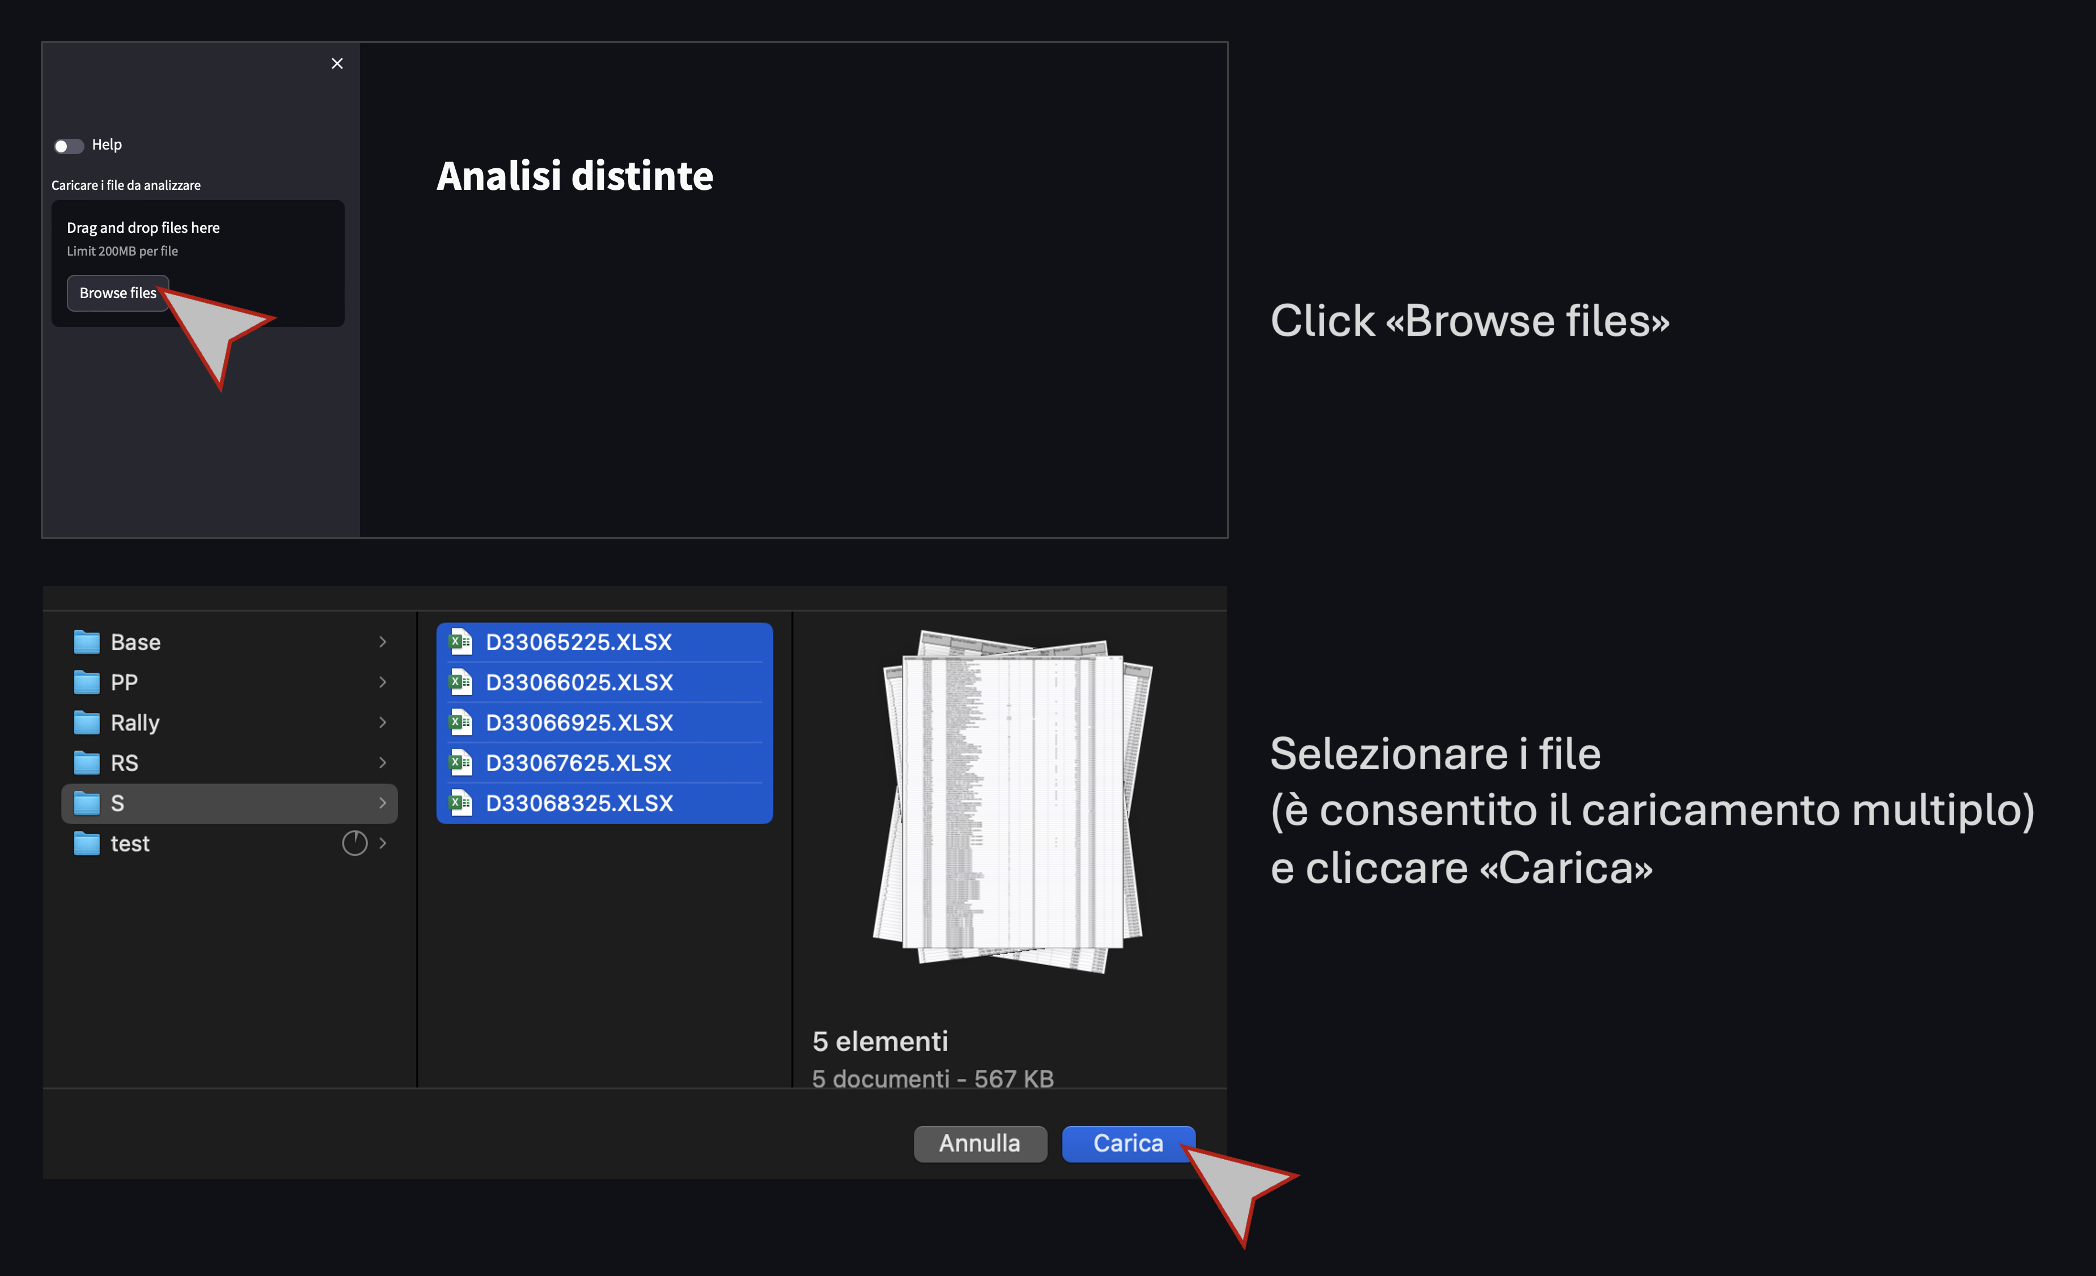 Help
Caricare i file da analizzare
Drag and drop files here
Limit 200MB per file
Browse files
Analisi distinte
Click «Browse files»
Base
PP
Rally
RS
S
test
D33065225.XLSX
D33066025.XLSX
D33066925.XLSX
D33067625.XLSX
D33068325.XLSX
5 elementi
5 documenti - 567 KB
Annulla
Carica
Selezionare i file
(è consentito il caricamento multiplo)
e cliccare «Carica»